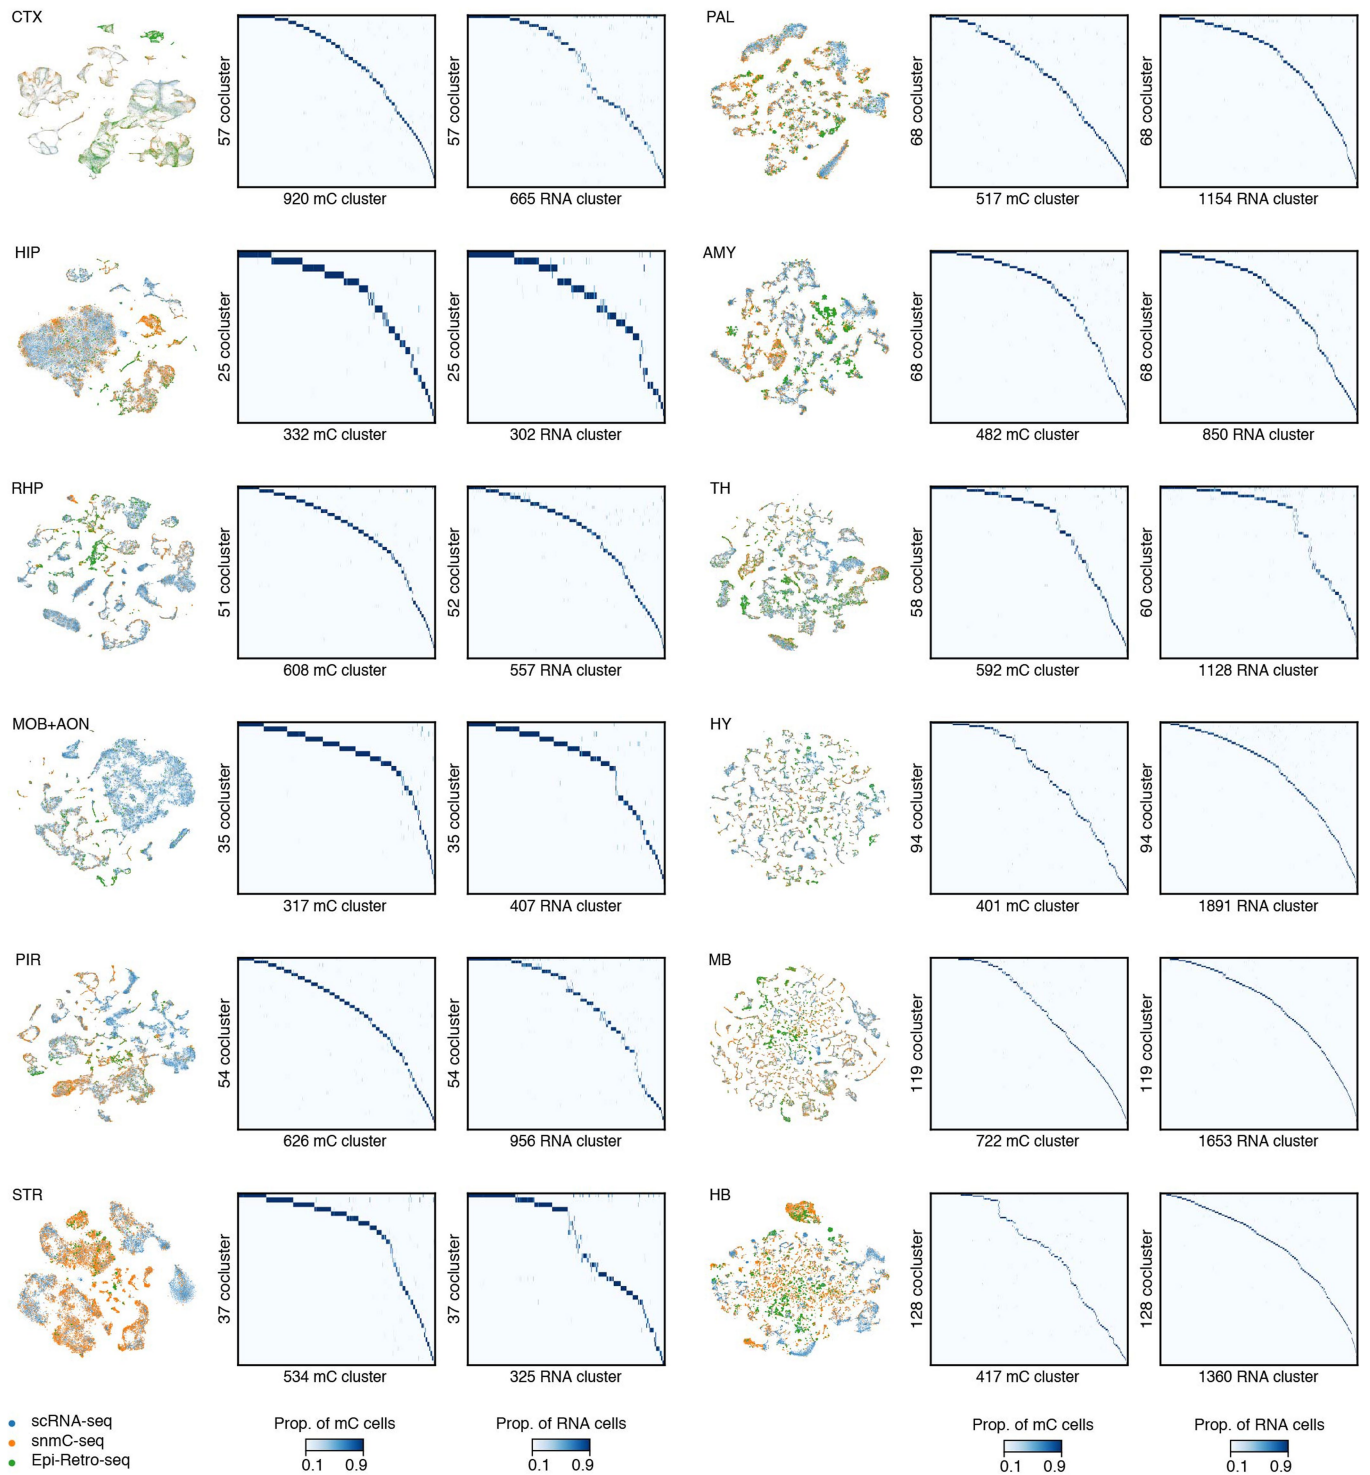 CTX
57 cocluster
920 mC cluster
57 cocluster
665 RNA cluster
PAL
68 cocluster
517 mC cluster
68 cocluster
1154 RNA cluster
HIP
25 cocluster
332 mC cluster
25 cocluster
302 RNA cluster
AMY
68 cocluster
482 mC cluster
68 cocluster
850 RNA cluster
RHP
51 cocluster
608 mC cluster
52 cocluster
557 RNA cluster
TH
58 cocluster
592 mC cluster
60 cocluster
1128 RNA cluster
MOB+AON
35 cocluster
317 mC cluster
35 cocluster
407 RNA cluster
HY
94 cocluster
401 mC cluster
94 cocluster
1891 RNA cluster
PIR
54 cocluster
626 mC cluster
54 cocluster
956 RNA cluster
MB
119 cocluster
722 mC cluster
119 cocluster
1653 RNA cluster
STR
37 cocluster
534 mC cluster
37 cocluster
325 RNA cluster
HB
128 cocluster
417 mC cluster
128 cocluster
1360 RNA cluster
scRNA-seq
snmC-seq
Epi-Retro-seq
Prop. of mC cells
0.1 0.9
Prop. of RNA cells
0.1 0.9
Prop. of mC cells
0.1 0.9
Prop. of RNA cells
0.1 0.9